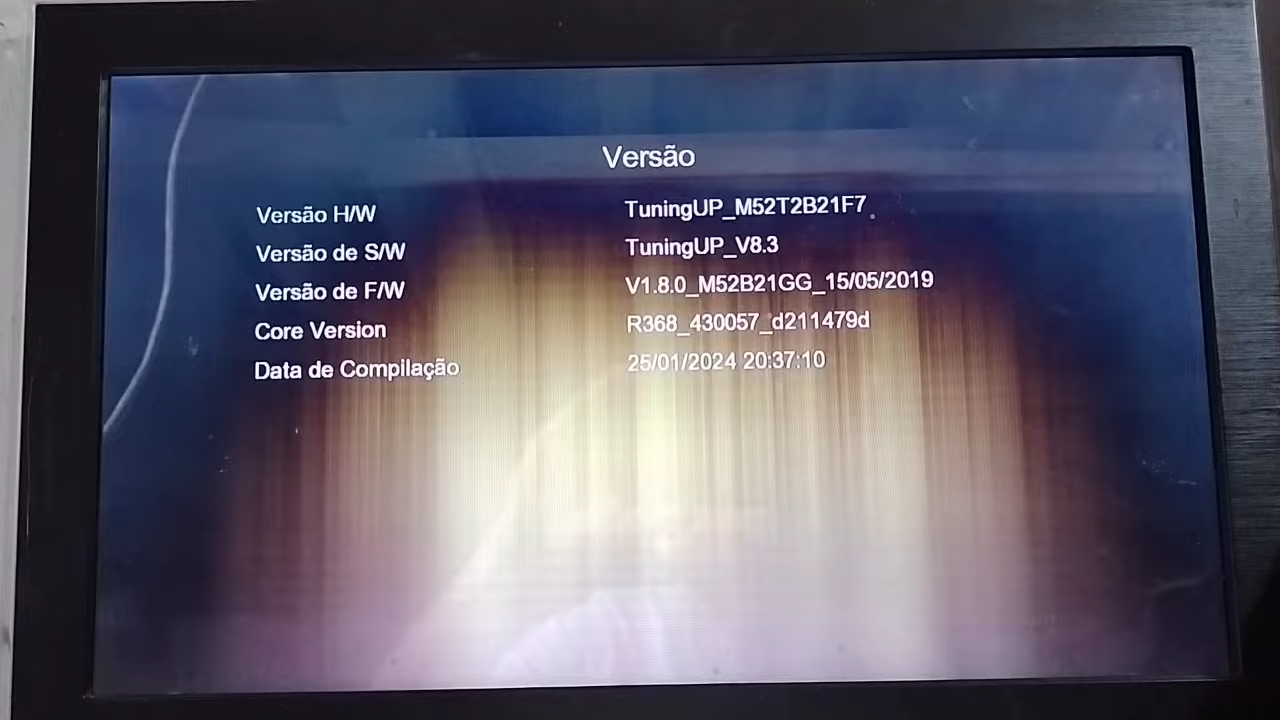 Versão
Versão H/W TuningUP_M52T2B21F7
Versão de S/W TuningUP_V8.3
Versão de F/W V1.8.0_M52B21GG_15/05/2019
Core Version R368_430057_d211479d
Data de Compilação 25/01/2024 20:37:10